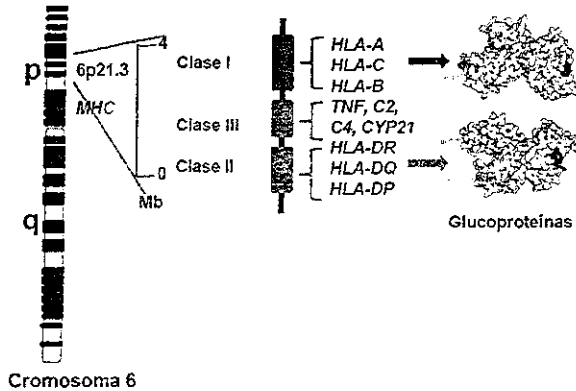 p
q
6p21.3
MHC
4
0
Mb
Clase I
Clase III
Clase II
HLA-A
HLA-C
HLA-B
TNF, C2,
C4, CYP21
HLA-DR
HLA-DQ
HLA-DP
Glucoproteínas
Cromosoma 6